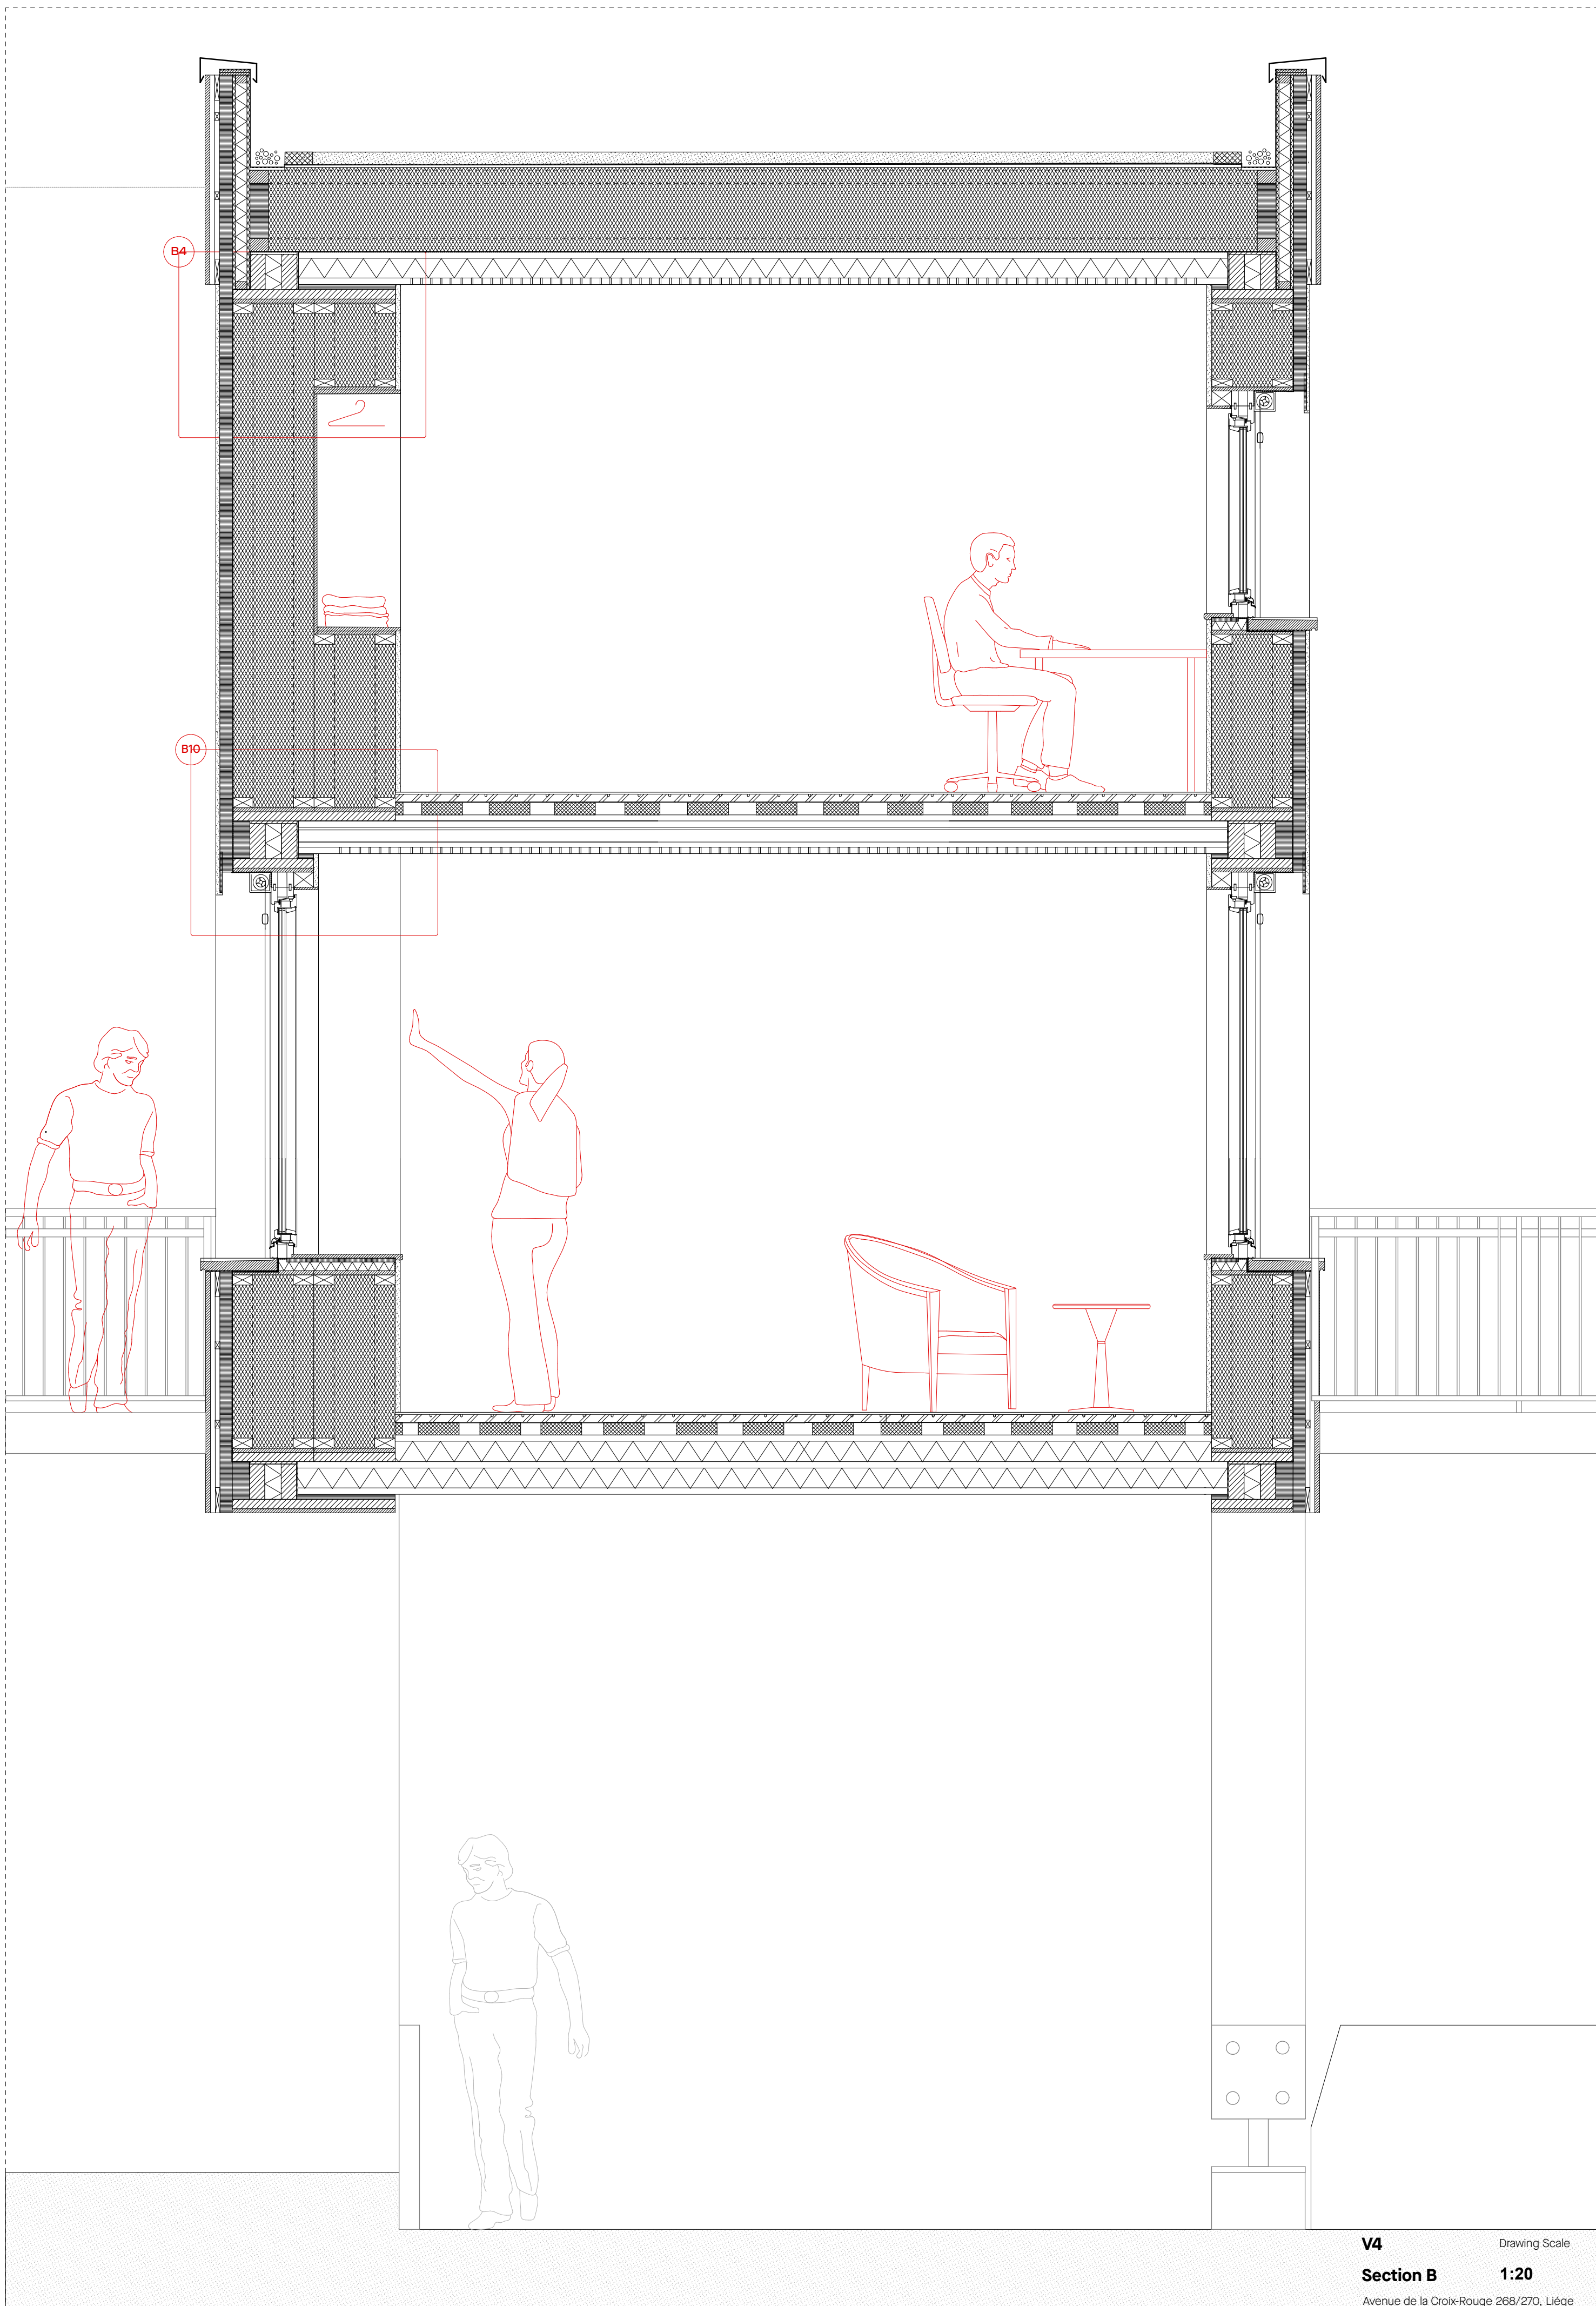 B4
B10
V4
Drawing Scale
Section B
1:20
Avenue de la Croix-Rouge 268/270, Liége